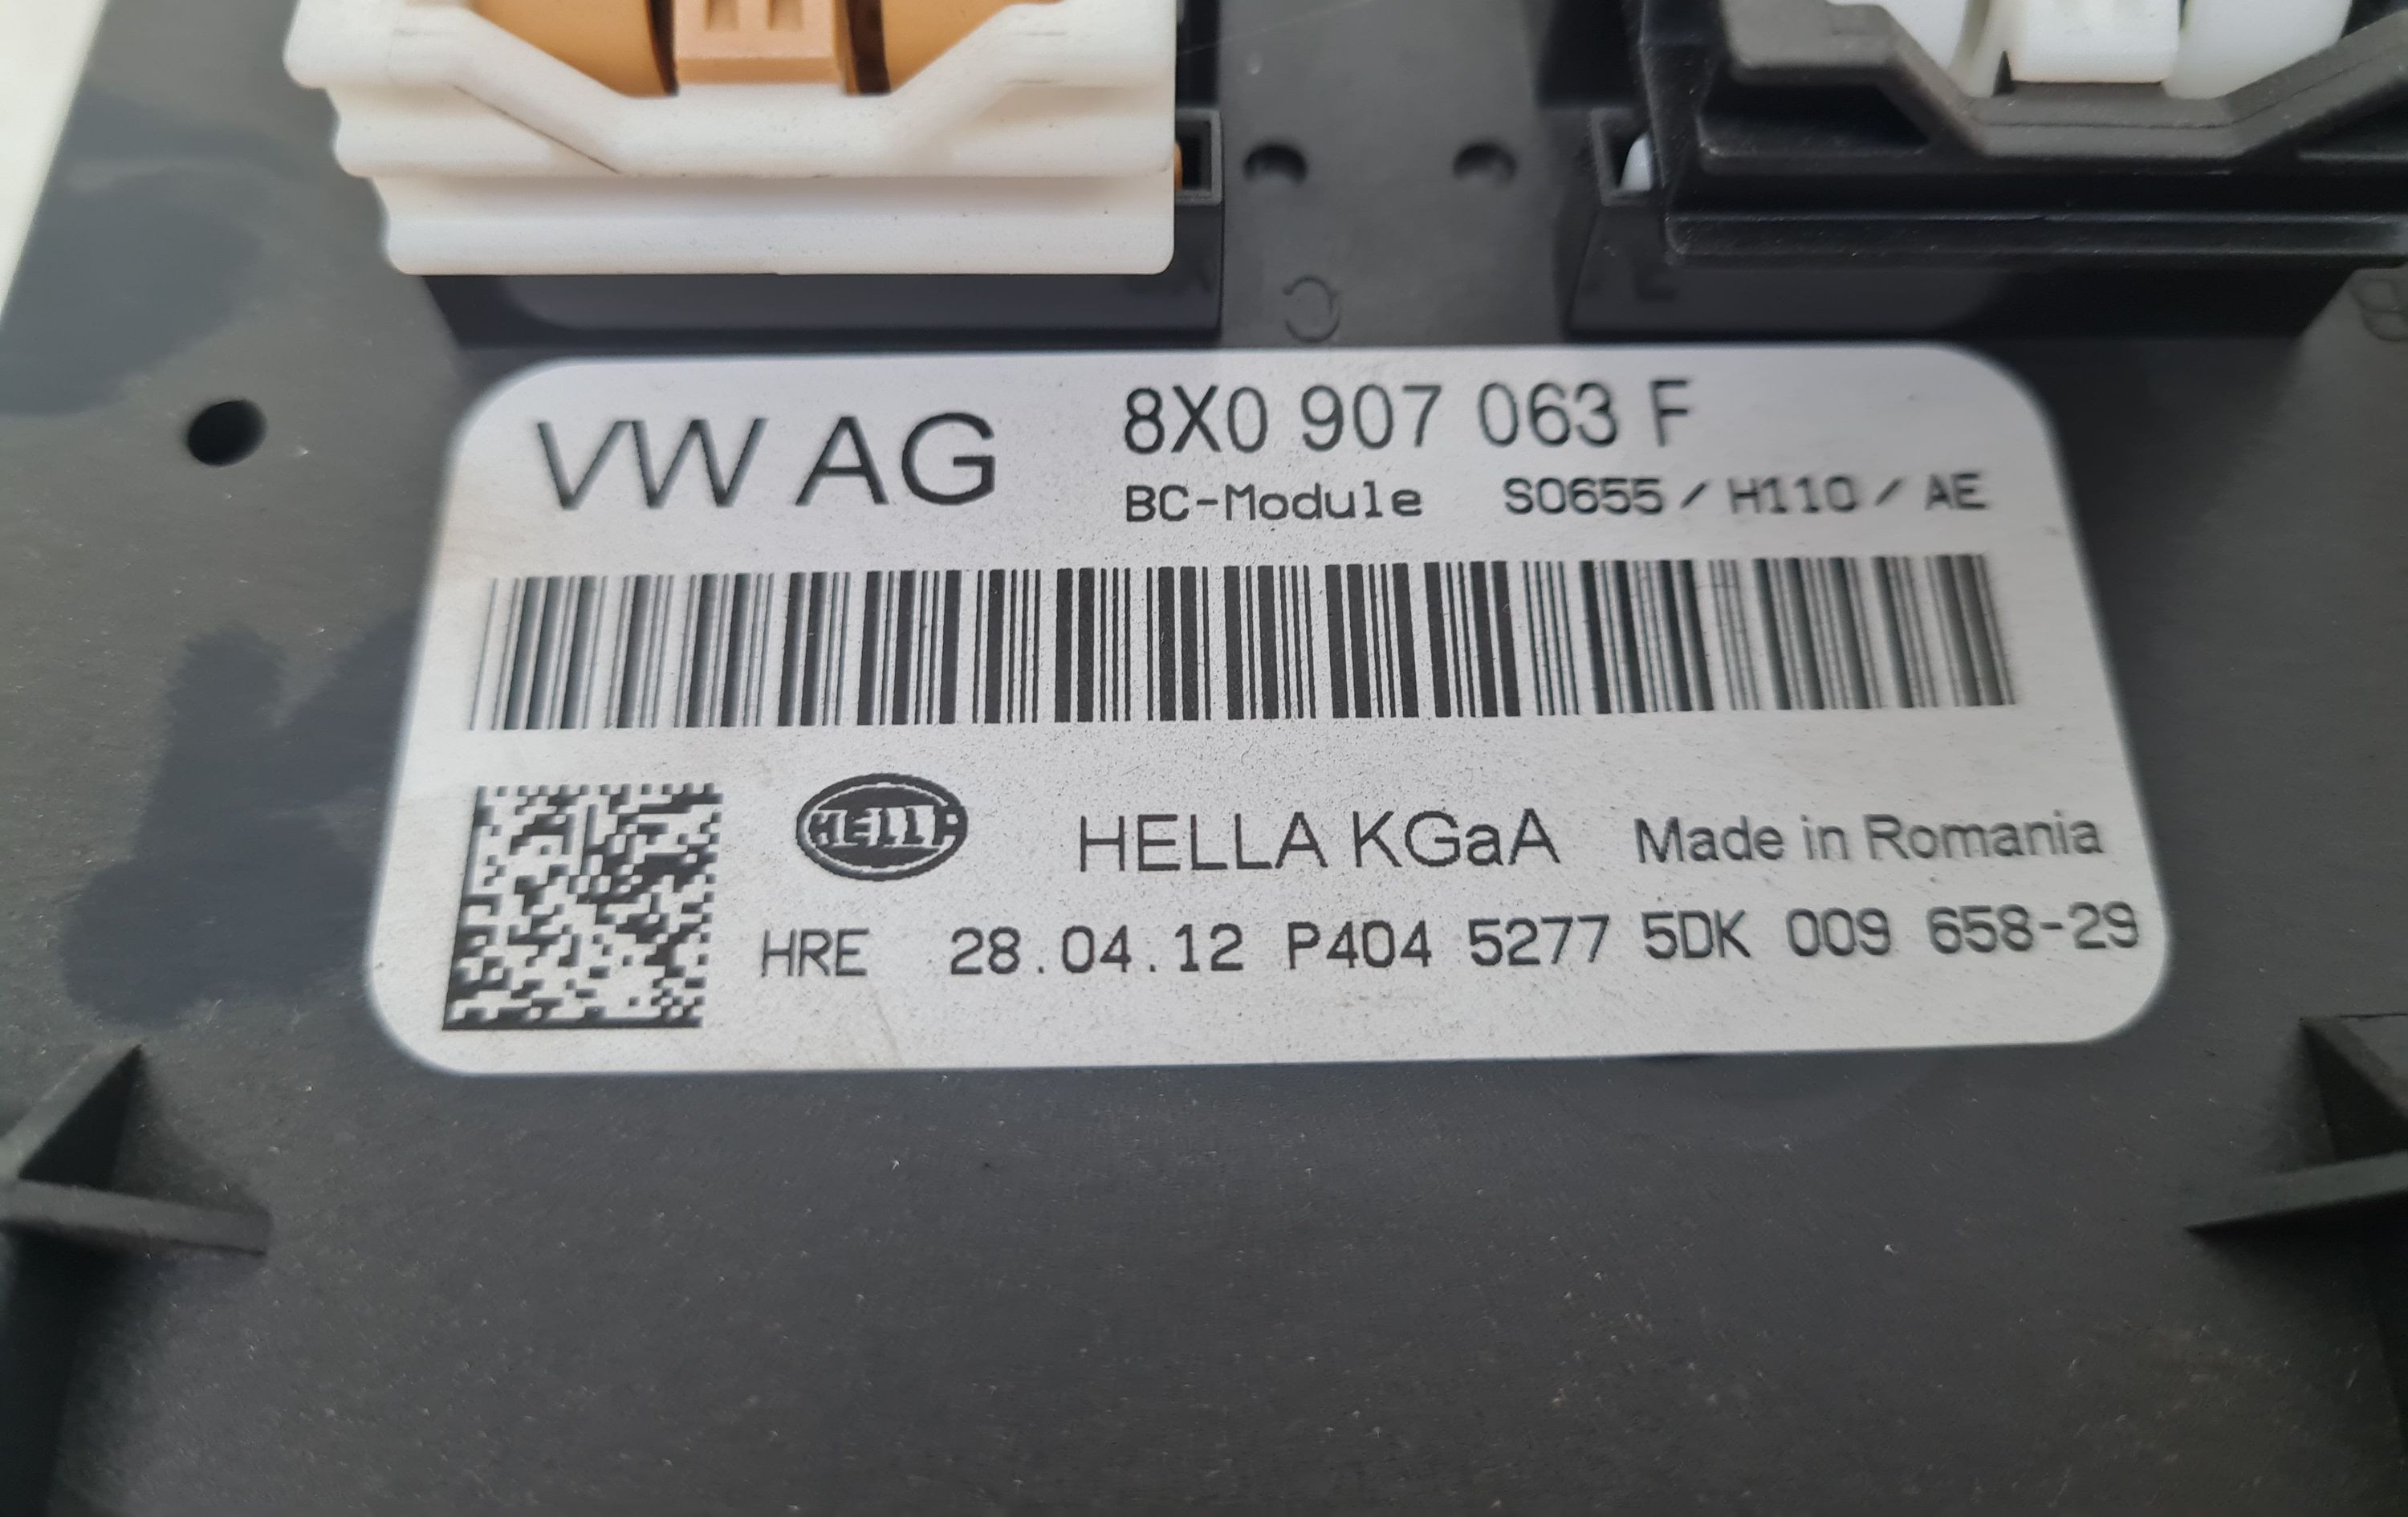 VW AG 8X0 907 063 F
BC-Module S0655 / H110 / AE
HELLA HELLA KGaA Made in Romania
HRE 28.04.12 P404 5277 5DK 009 658-29